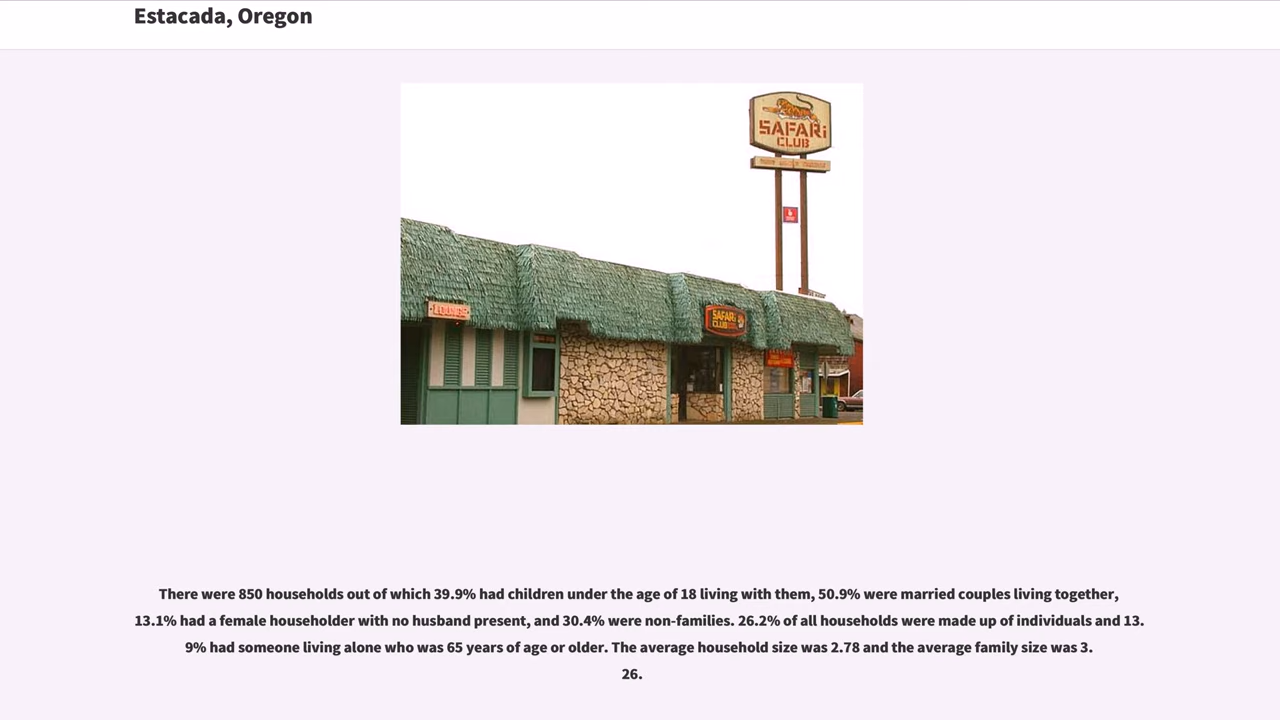 Estacada, Oregon
SAFARi
CLUB
LOUNGE
SAFARi
CLUB
There were 850 households out of which 39.9% had children under the age of 18 living with them, 50.9% were married couples living together,
13.1% had a female householder with no husband present, and 30.4% were non-families. 26.2% of all households were made up of individuals and 13.
9% had someone living alone who was 65 years of age or older. The average household size was 2.78 and the average family size was 3.
26.